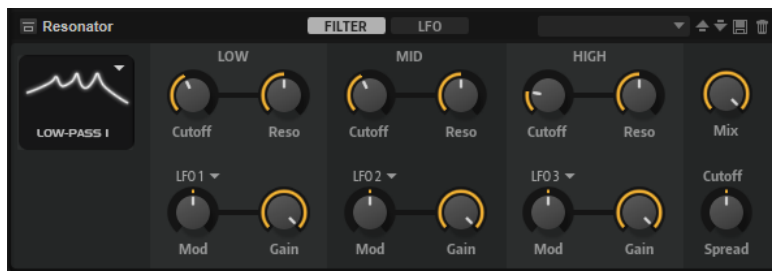 Resonator FILTER LFO
LOW MID HIGH
LOW-PASS I
Cutoff Reso Cutoff Reso Cutoff Reso Mix
LFO 1 LFO 2 LFO 3 Cutoff
Mod Gain Mod Gain Mod Gain Spread